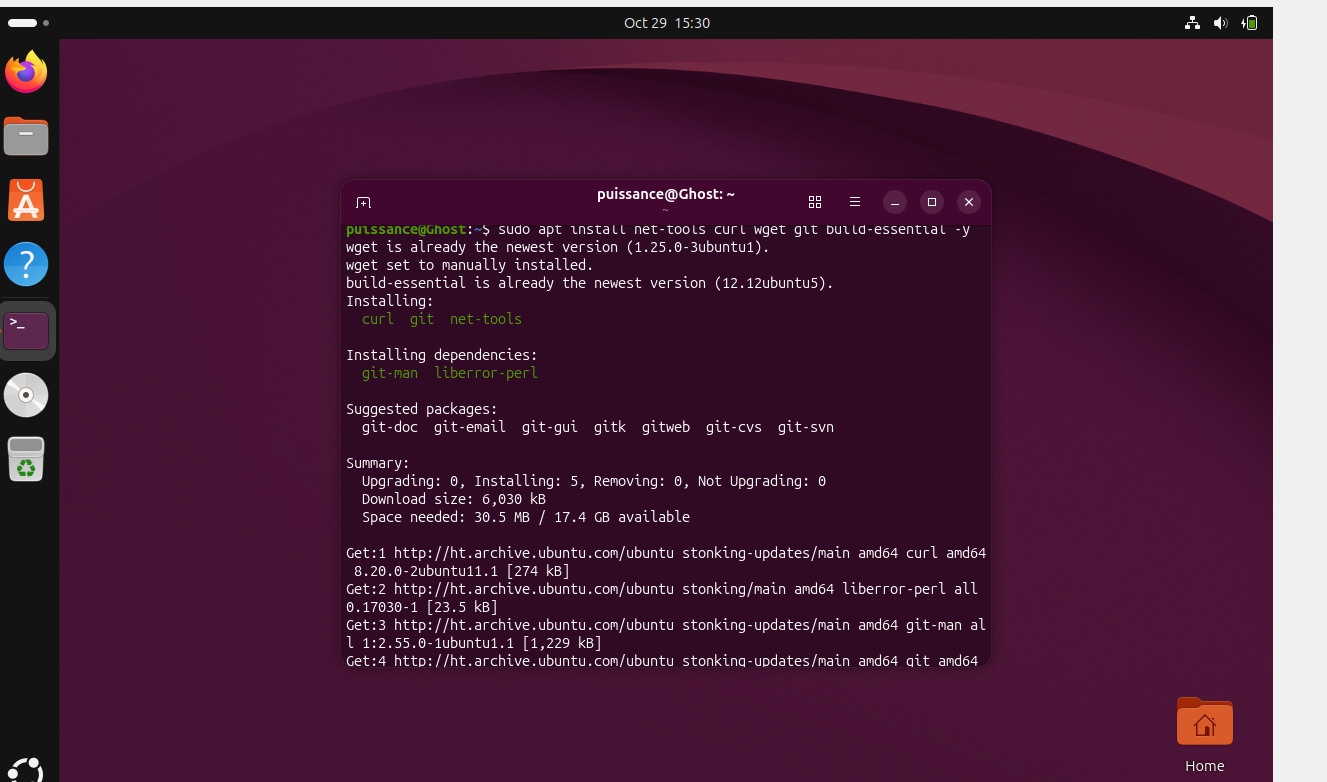 Oct 29 15:30
puissance@Ghost: ~
~
puissance@Ghost:~$ sudo apt install net-tools curl wget git build-essential -y
wget is already the newest version (1.25.0-3ubuntu1).
wget set to manually installed.
build-essential is already the newest version (12.12ubuntu5).
Installing:
  curl  git  net-tools

Installing dependencies:
  git-man  liberror-perl

Suggested packages:
  git-doc  git-email  git-gui  gitk  gitweb  git-cvs  git-svn

Summary:
  Upgrading: 0, Installing: 5, Removing: 0, Not Upgrading: 0
  Download size: 6,030 kB
  Space needed: 30.5 MB / 17.4 GB available

Get:1 http://ht.archive.ubuntu.com/ubuntu stonking-updates/main amd64 curl amd64
 8.20.0-2ubuntu11.1 [274 kB]
Get:2 http://ht.archive.ubuntu.com/ubuntu stonking/main amd64 liberror-perl all
0.17030-1 [23.5 kB]
Get:3 http://ht.archive.ubuntu.com/ubuntu stonking-updates/main amd64 git-man al
l 1:2.55.0-1ubuntu1.1 [1,229 kB]
Get:4 http://ht.archive.ubuntu.com/ubuntu stonking-updates/main amd64 git amd64
Home